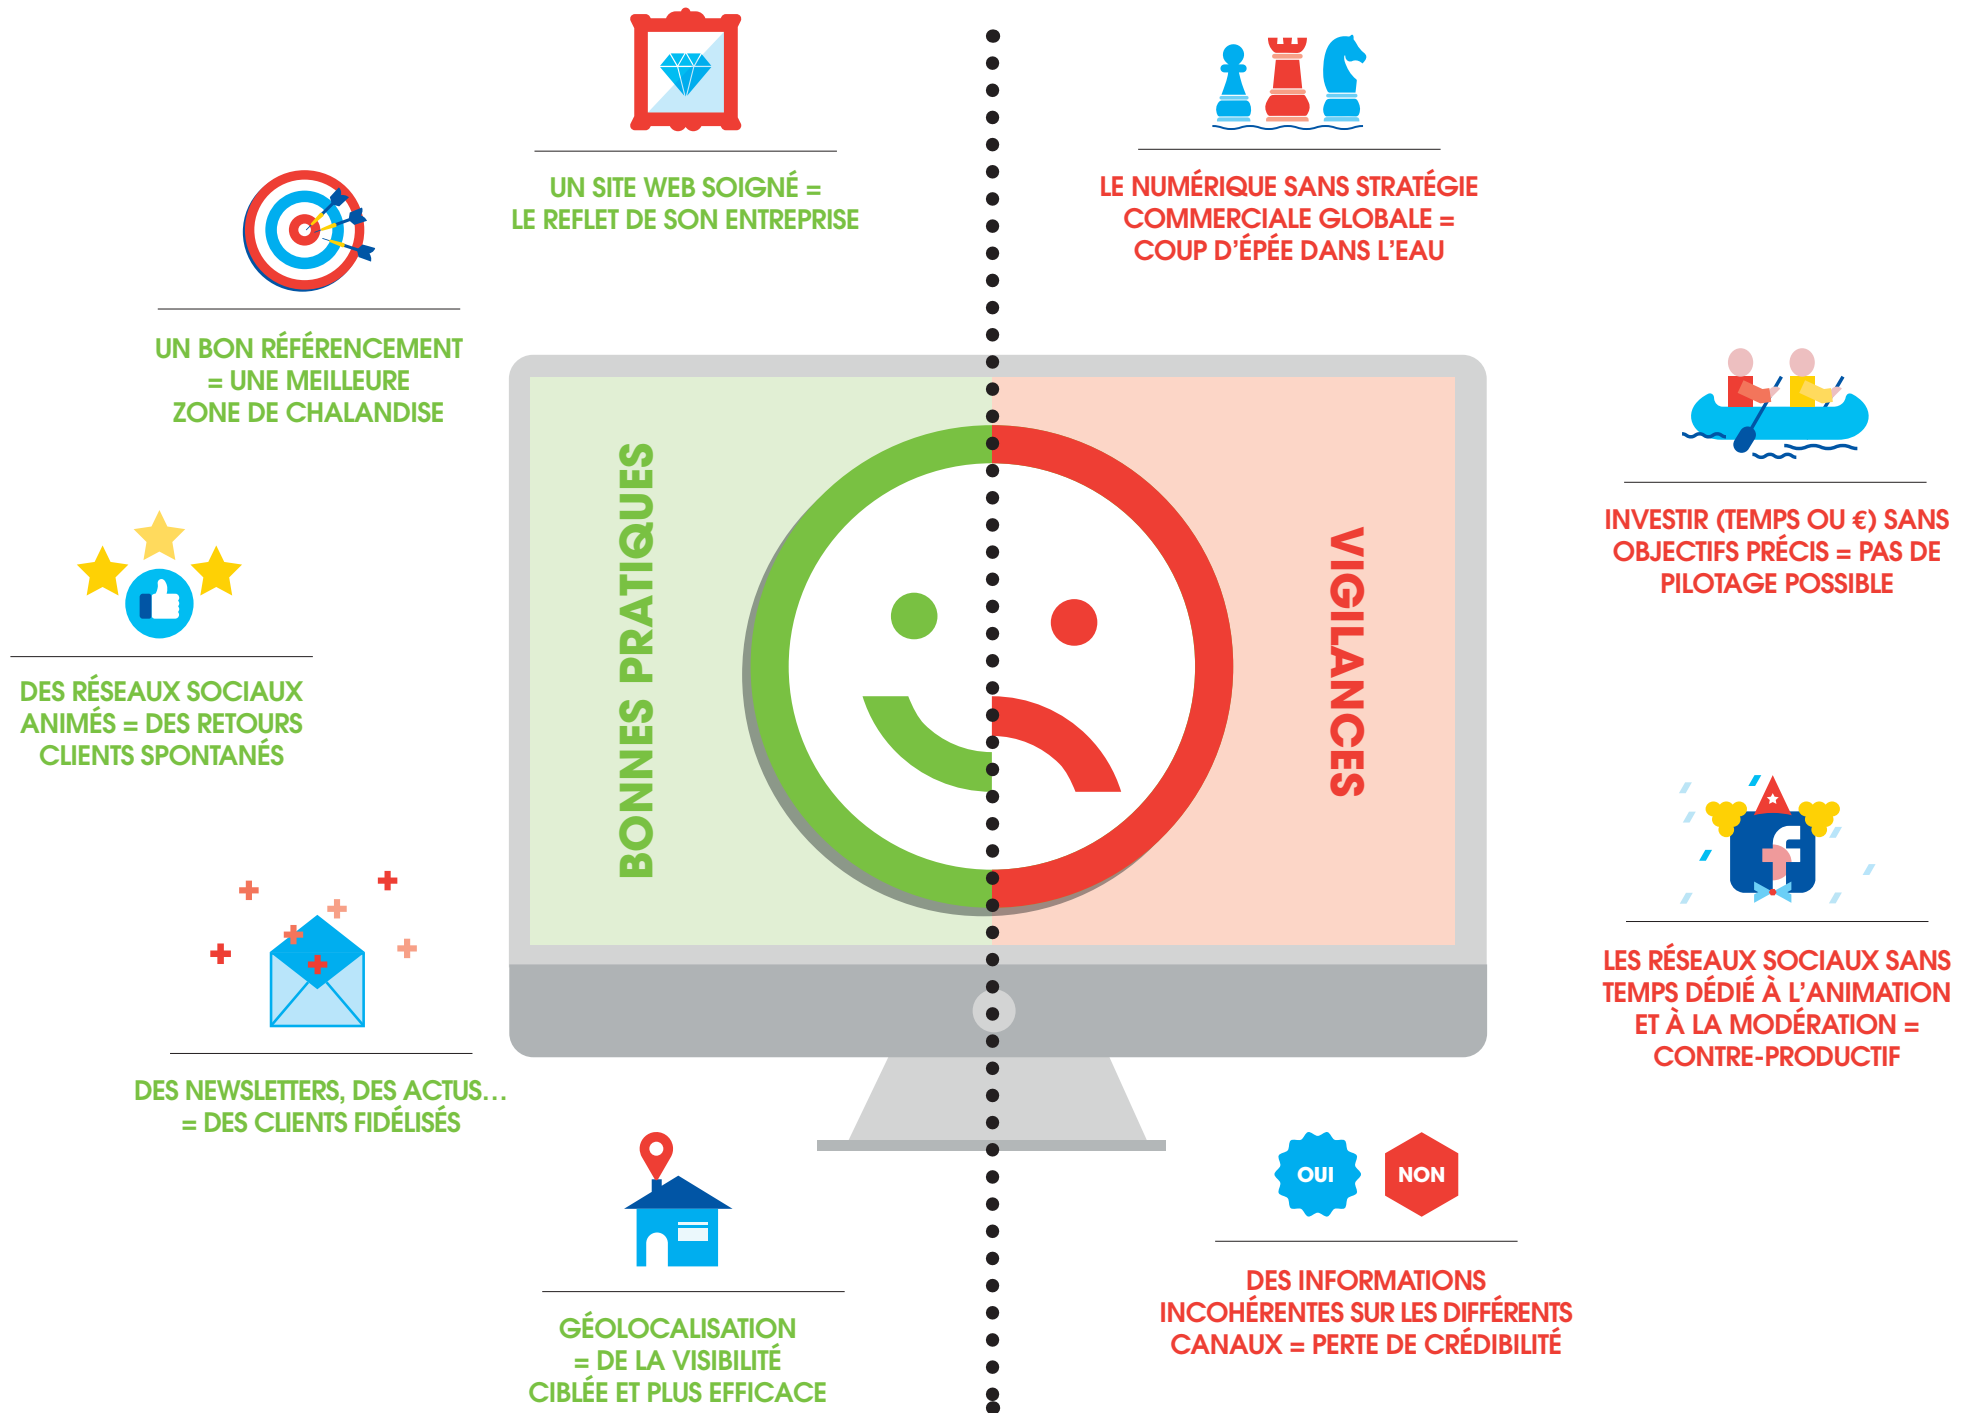 UN SITE WEB SOIGNÉ =
LE REFLET DE SON ENTREPRISE
UN BON RÉFÉRENCEMENT
= UNE MEILLEURE
ZONE DE CHALANDISE
DES RÉSEAUX SOCIAUX
ANIMÉS = DES RETOURS
CLIENTS SPONTANÉS
DES NEWSLETTERS, DES ACTUS...
= DES CLIENTS FIDÉLISÉS
GÉOLOCALISATION
= DE LA VISIBILITÉ
CIBLÉE ET PLUS EFFICACE
BONNES PRATIQUES
VIGILANCES
LE NUMÉRIQUE SANS STRATÉGIE
COMMERCIALE GLOBALE =
COUP D'ÉPÉE DANS L'EAU
INVESTIR (TEMPS OU €) SANS
OBJECTIFS PRÉCIS = PAS DE
PILOTAGE POSSIBLE
f
LES RÉSEAUX SOCIAUX SANS
TEMPS DÉDIÉ À L'ANIMATION
ET À LA MODÉRATION =
CONTRE-PRODUCTIF
OUI NON
DES INFORMATIONS
INCOHÉRENTES SUR LES DIFFÉRENTS
CANAUX = PERTE DE CRÉDIBILITÉ